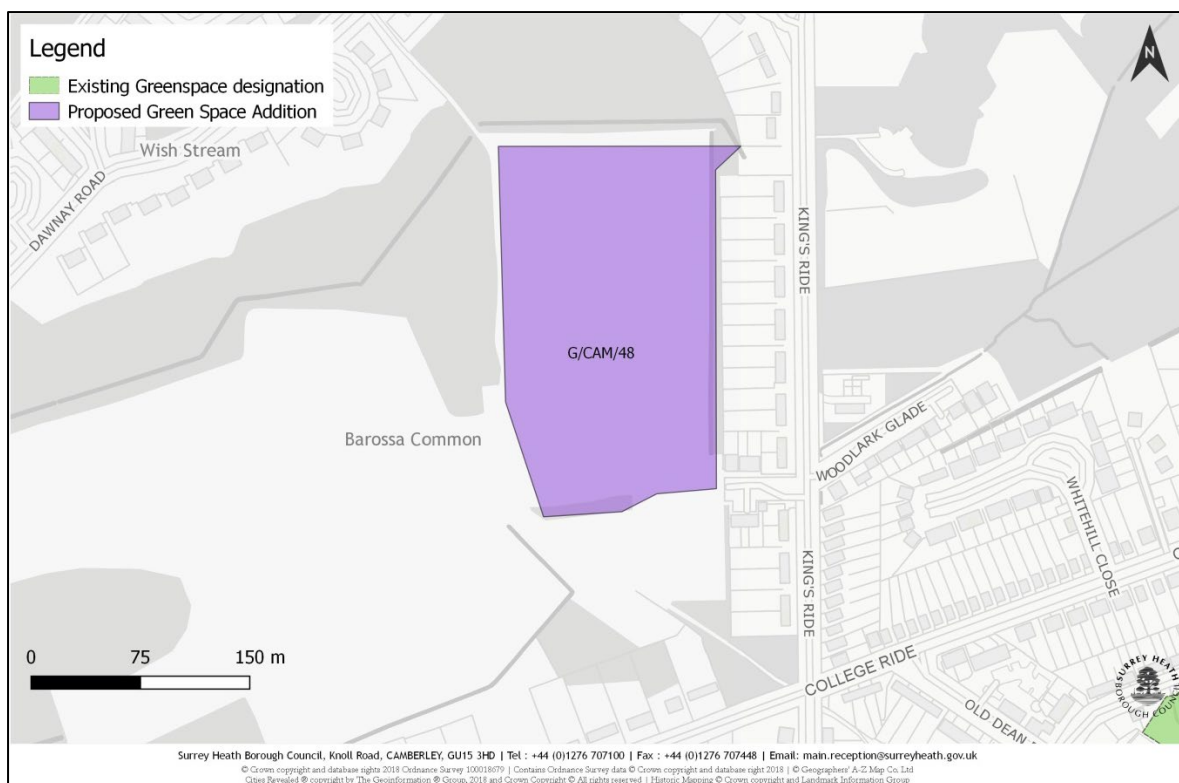 Legend
Existing Greenspace designation
Proposed Green Space Addition
N
Wish Stream
DAWNAY ROAD
KING'S RIDE
G/CAM/48
Barossa Common
WOODLARK GLADE
WHITEHILL CLOSE
KING'S RIDE
COLLEGE RIDE
OLD DEAN
0 75 150 m
SURREY HEATH
BOROUGH COUNCIL
Surrey Heath Borough Council, Knoll Road, CAMBERLEY, GU15 3HD | Tel : +44 (0)1276 707100 | Fax : +44 (0)1276 707448 | Email: main.reception@surreyheath.gov.uk
© Crown copyright and database rights 2018 Ordnance Survey 100018679 | Contains Ordnance Survey data © Crown copyright and database right 2018 | © Geographers' A-Z Map Co. Ltd
Cities Revealed ® copyright by The Geoinformation ® Group, 2018 and Crown Copyright © All rights reserved | Historic Mapping © Crown copyright and Landmark Information Group